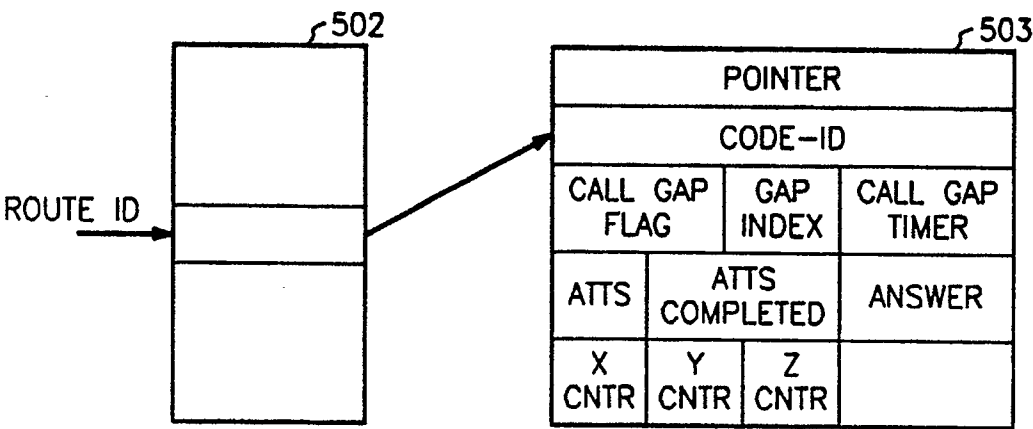 502
503
ROUTE ID
POINTER
CODE-ID
CALL GAP
FLAG
GAP
INDEX
CALL GAP
TIMER
ATTS
ATTS
COMPLETED
ANSWER
X
CNTR
Y
CNTR
Z
CNTR